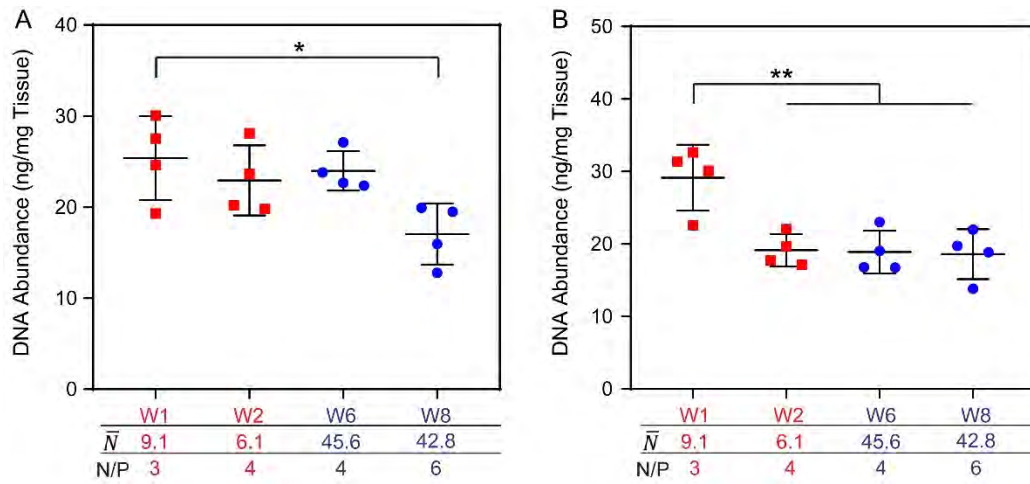 A
DNA Abundance (ng/mg Tissue)
40
30
20
10
0
*
W1 W2 W6 W8
N̅ 9.1 6.1 45.6 42.8
N/P 3 4 4 6
B
DNA Abundance (ng/mg Tissue)
50
40
30
20
10
0
**
W1 W2 W6 W8
N̅ 9.1 6.1 45.6 42.8
N/P 3 4 4 6